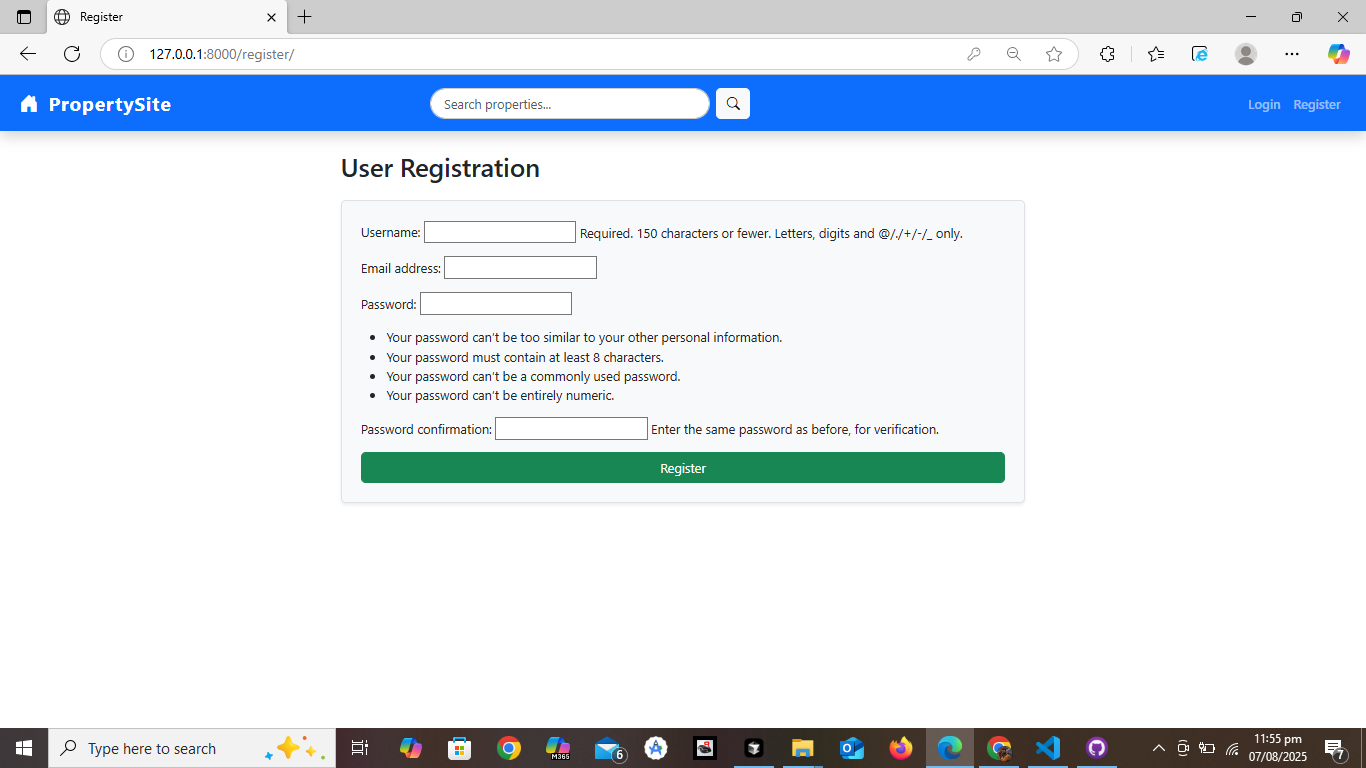 Register
127.0.0.1:8000/register/
PropertySite
Search properties...
Login Register
User Registration
Username: Required. 150 characters or fewer. Letters, digits and @/./+/-/_ only.
Email address:
Password:
Your password can't be too similar to your other personal information.
Your password must contain at least 8 characters.
Your password can't be a commonly used password.
Your password can't be entirely numeric.
Password confirmation: Enter the same password as before, for verification.
Register
Type here to search
M365
6
11:55 pm
07/08/2025
7